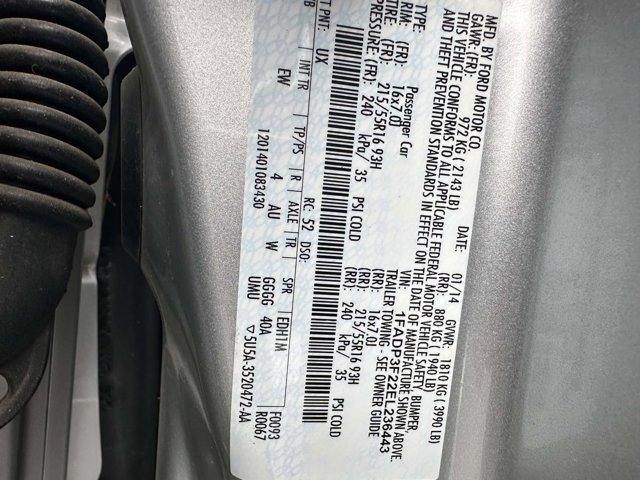 MFD. BY FORD MOTOR CO.
DATE: 01/14 GVWR: 1810 KG ( 3990 LB)
GAWR: (FR): 972 KG ( 2143 LB) (RR): 880 KG ( 1940 LB)
THIS VEHICLE CONFORMS TO ALL APPLICABLE FEDERAL MOTOR VEHICLE SAFETY, BUMPER,
AND THEFT PREVENTION STANDARDS IN EFFECT ON THE DATE OF MANUFACTURE SHOWN ABOVE.
VIN: 1FADP3F22EL236443
TYPE: Passenger Car TRAILER TOWING - SEE OWNER GUIDE
RIM: (FR): 16x7.0J (RR): 16x7.0J
TIRE: (FR): 215/55R16 93H (RR): 215/55R16 93H
PRESSURE: (FR): 240 kPa/ 35 PSI COLD (RR): 240 kPa/ 35 PSI COLD
F0093
R0067
T PNT: UX RC: 52 DSO: EDH1M
INT TR TP/PS R AXLE TR SPR
EW 4 AU W GGGG 40A
UMU
1201401083430 ▽5U5A-3520472-AA